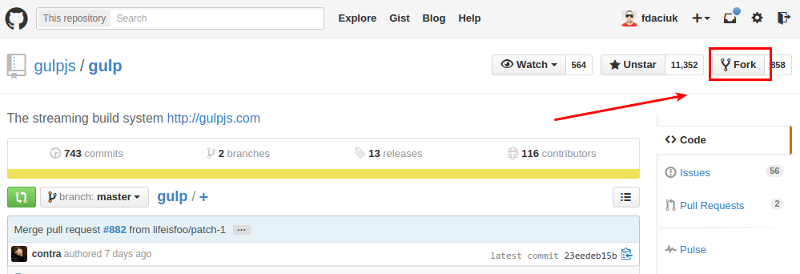 This repository Search Explore Gist Blog Help fdaciuk
gulpjs / gulp Watch 564 Unstar 11,352 Fork 858
The streaming build system http://gulpjs.com
743 commits 2 branches 13 releases 116 contributors
Code
Issues 56
Pull Requests 2
Pulse
branch: master gulp / +
Merge pull request #882 from lifeisfoo/patch-1 ...
contra authored 7 days ago latest commit 23eedeb15b